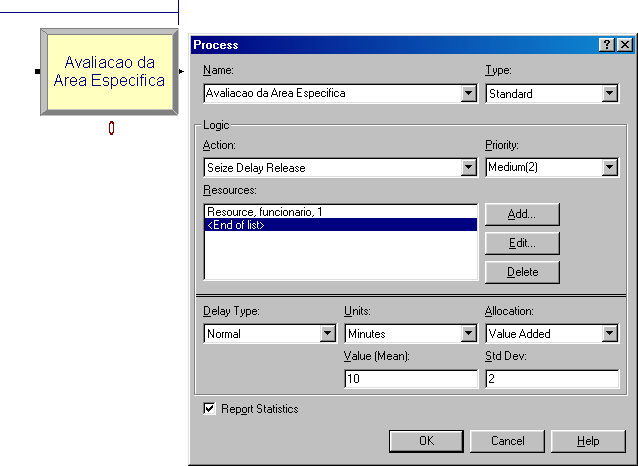 Avaliacao da
Area Especifica
0
Process
Name:
Type:
Avaliacao da Area Especifica
Standard
Logic
Action:
Priority:
Seize Delay Release
Medium(2)
Resources:
Resource, funcionario, 1
<End of list>
Add...
Edit...
Delete
Delay Type:
Units:
Allocation:
Normal
Minutes
Value Added
Value (Mean):
Std Dev:
10
2
Report Statistics
OK
Cancel
Help